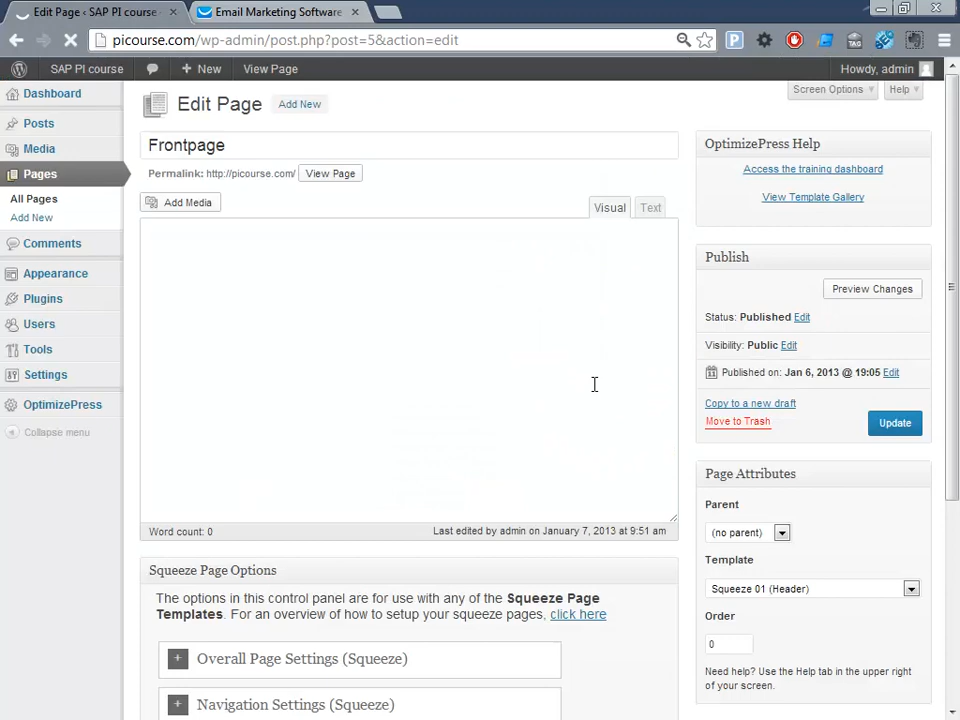 Edit Page ‹ SAP PI course
Email Marketing Software
picourse.com/wp-admin/post.php?post=5&action=edit
SAP PI course
New
View Page
Howdy, admin
Dashboard
Posts
Media
Pages
All Pages
Add New
Comments
Appearance
Plugins
Users
Tools
Settings
OptimizePress
Collapse menu
Edit Page
Add New
Screen Options
Help
Frontpage
Permalink: http://picourse.com/
View Page
Add Media
Visual
Text
Word count: 0
Last edited by admin on January 7, 2013 at 9:51 am
Squeeze Page Options
The options in this control panel are for use with any of the Squeeze Page
Templates. For an overview of how to setup your squeeze pages, click here
+ Overall Page Settings (Squeeze)
+ Navigation Settings (Squeeze)
OptimizePress Help
Access the training dashboard
View Template Gallery
Publish
Preview Changes
Status: Published Edit
Visibility: Public Edit
11 Published on: Jan 6, 2013 @ 19:05 Edit
Copy to a new draft
Move to Trash
Update
Page Attributes
Parent
(no parent)
Template
Squeeze 01 (Header)
Order
0
Need help? Use the Help tab in the upper right
of your screen.